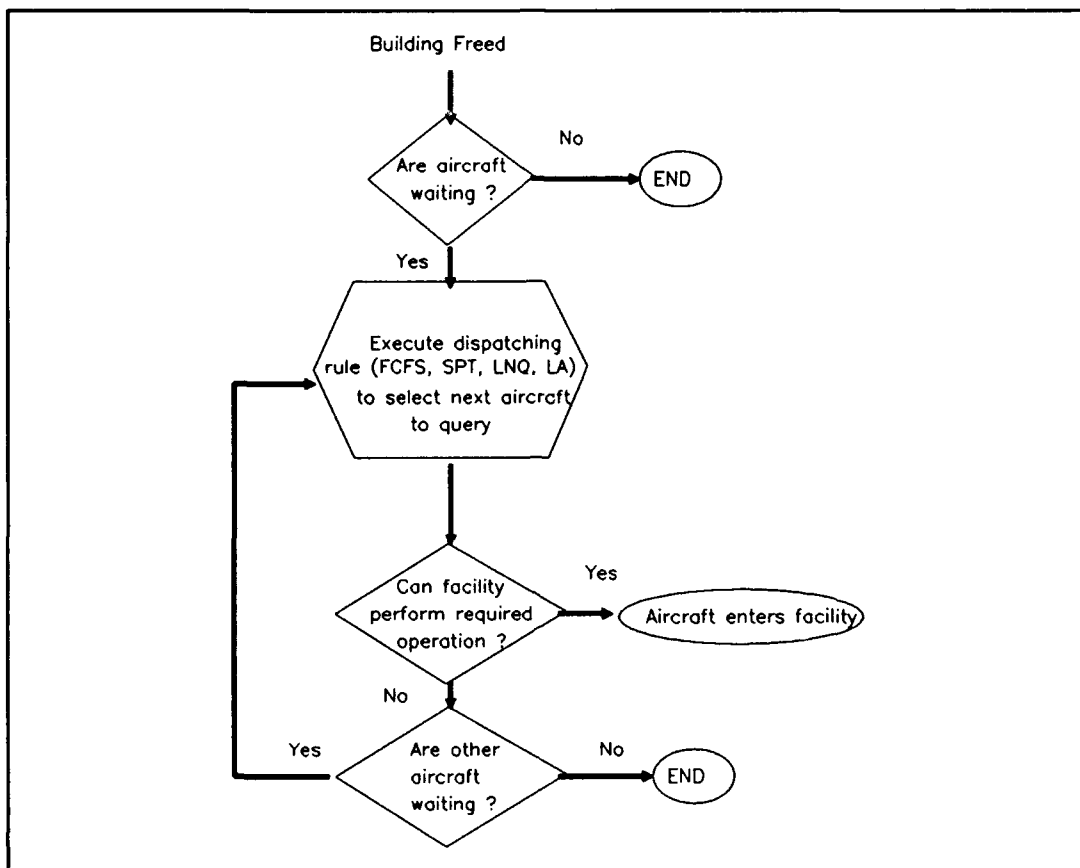 Building Freed
Are aircraft
waiting ?
No
END
Yes
Execute dispatching
rule (FCFS, SPT, LNQ, LA)
to select next aircraft
to query
Can facility
perform required
operation ?
Yes
Aircraft enters facility
No
Are other
aircraft
waiting ?
Yes
No
END